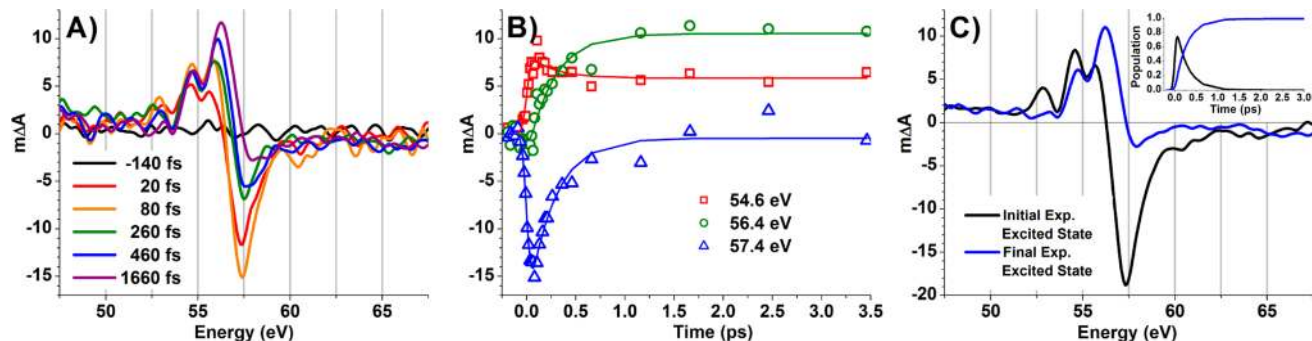 A)
mΔA
10
5
0
-5
-10
-15
-140 fs
20 fs
80 fs
260 fs
460 fs
1660 fs
50
55
60
65
Energy (eV)
B)
mΔA
10
5
0
-5
-10
-15
54.6 eV
56.4 eV
57.4 eV
0.0
0.5
1.0
1.5
2.0
2.5
3.0
3.5
Time (ps)
C)
mΔA
10
5
0
-5
-10
-15
-20
Initial Exp.
Excited State
Final Exp.
Excited State
50
55
60
65
Energy (eV)
Population
1.0
0.8
0.6
0.4
0.2
0.0
0.0
0.5
1.0
1.5
2.0
2.5
3.0
Time (ps)